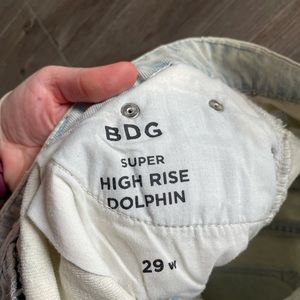 BDG
SUPER
HIGH RISE
DOLPHIN
29 W